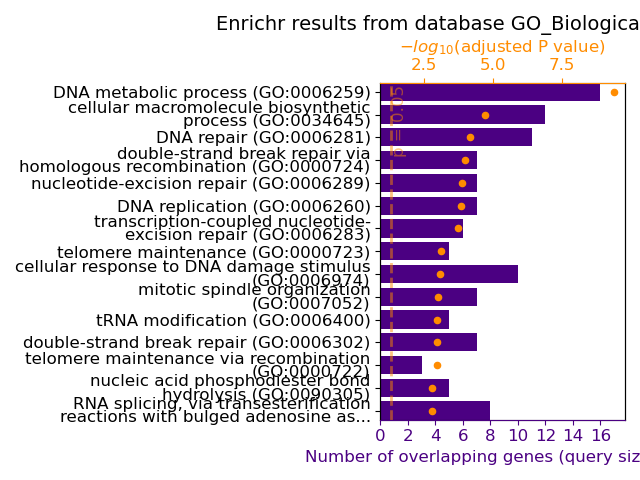 Enrichr results from database GO_Biologica
−log10(adjusted P value)
2.5 5.0 7.5
DNA metabolic process (GO:0006259)
cellular macromolecule biosynthetic
process (GO:0034645)
DNA repair (GO:0006281)
double-strand break repair via
homologous recombination (GO:0000724)
nucleotide-excision repair (GO:0006289)
DNA replication (GO:0006260)
transcription-coupled nucleotide-
excision repair (GO:0006283)
telomere maintenance (GO:0000723)
cellular response to DNA damage stimulus
(GO:0006974)
mitotic spindle organization
(GO:0007052)
tRNA modification (GO:0006400)
double-strand break repair (GO:0006302)
telomere maintenance via recombination
(GO:0000722)
nucleic acid phosphodiester bond
hydrolysis (GO:0090305)
RNA splicing, via transesterification
reactions with bulged adenosine as...
p = 0.05
0 2 4 6 8 10 12 14 16
Number of overlapping genes (query siz